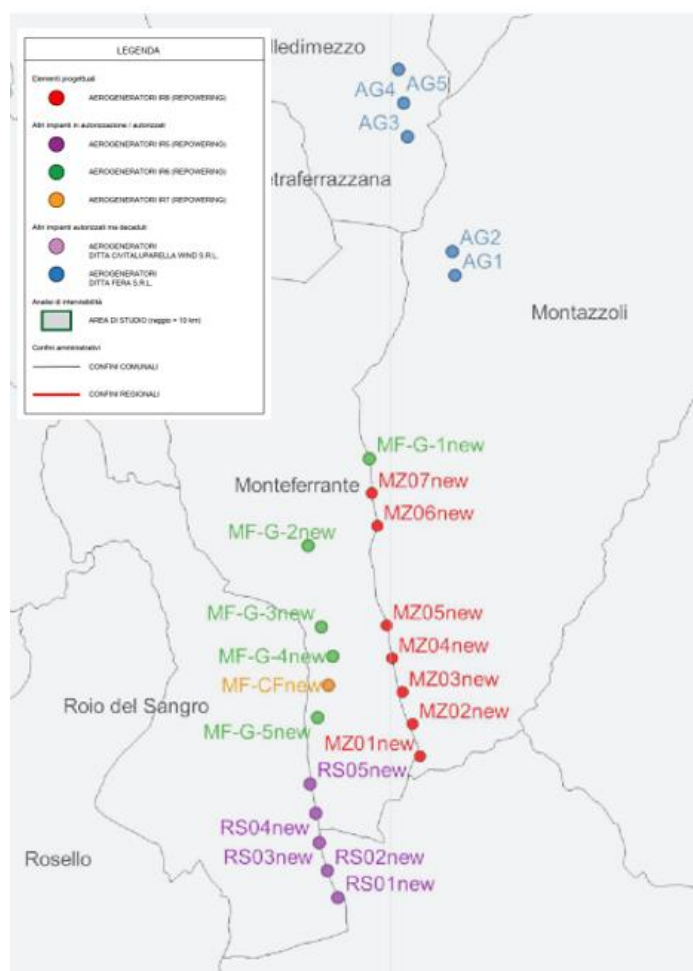 LEGENDA
Elementi progettuali
AEROGENERATORI IR8 (REPOWERING)
Altri impianti in autorizzazione / autorizzati
AEROGENERATORI IR5 (REPOWERING)
AEROGENERATORI IR6 (REPOWERING)
AEROGENERATORI IR7 (REPOWERING)
Altri impianti autorizzati ma decaduti
AEROGENERATORI
DITTA CIVITALUPARELLA WIND S.R.L.
AEROGENERATORI
DITTA FERA S.R.L.
Analisi di intervisibilità
AREA DI STUDIO (raggio = 10 km)
Confini amministrativi
CONFINI COMUNALI
CONFINI REGIONALI
lledimezzo
AG4
AG5
AG3
etraferrazzana
AG2
AG1
Montazzoli
MF-G-1new
Monteferrante
MZ07new
MZ06new
MF-G-2new
MF-G-3new
MZ05new
MF-G-4new
MZ04new
MF-CFnew
MZ03new
Roio del Sangro
MF-G-5new
MZ02new
MZ01new
RS05new
RS04new
Rosello
RS03new
RS02new
RS01new